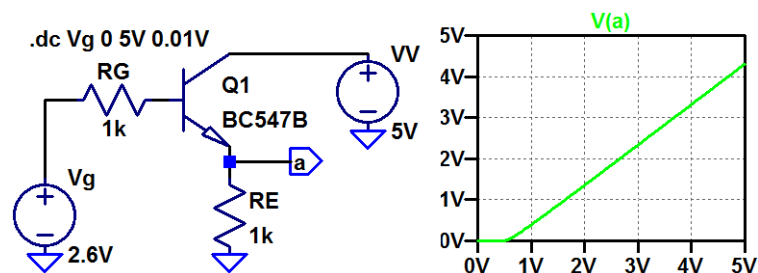 .dc Vg 0 5V 0.01V
RG
1k
Q1
BC547B
VV
5V
a
Vg
2.6V
RE
1k
V(a)
5V
4V
3V
2V
1V
0V
0V 1V 2V 3V 4V 5V